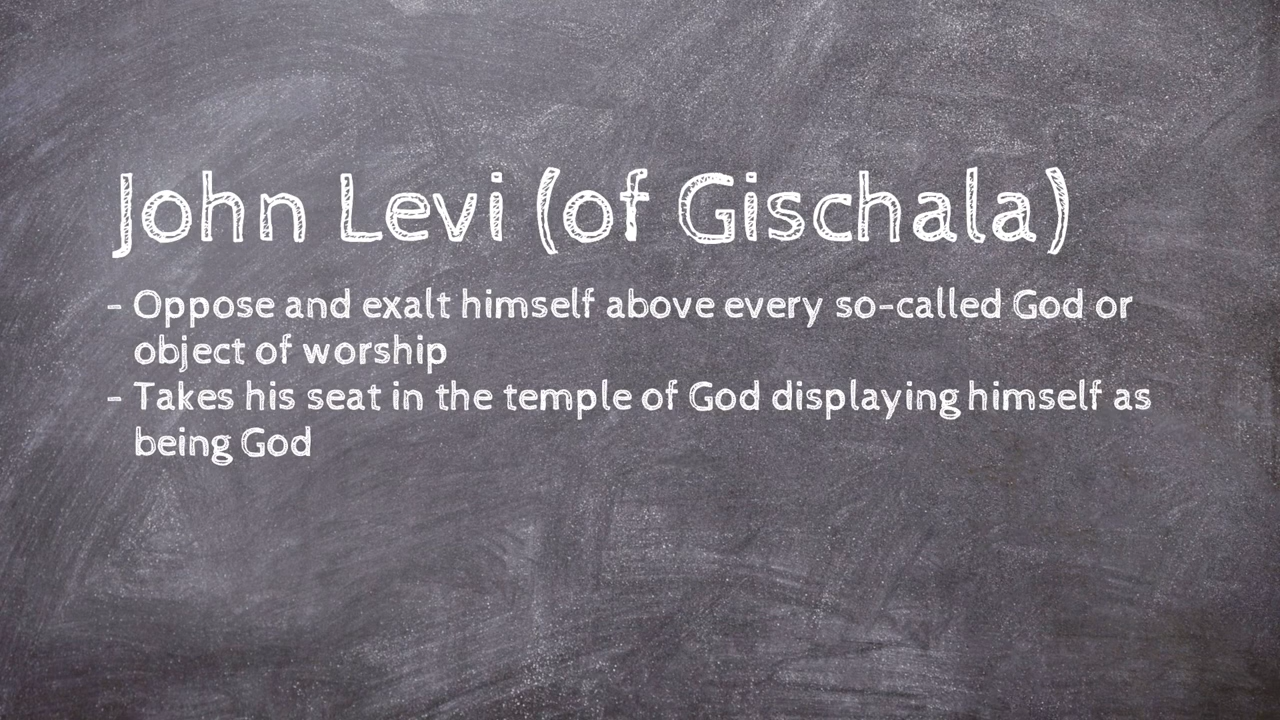 John Levi (of Gischala)
- Oppose and exalt himself above every so-called God or
object of worship
- Takes his seat in the temple of God displaying himself as
being God